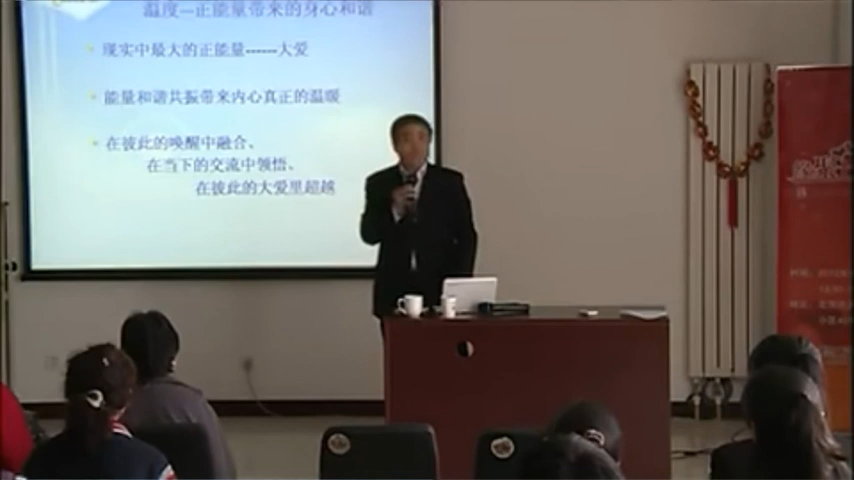 温度---正能量带来的身心和谐
现实中最大的正能量------大爱
能量和谐共振带来内心真正的温暖
在彼此的唤醒中融合、
在当下的交流中领悟、
在彼此的大爱里超越